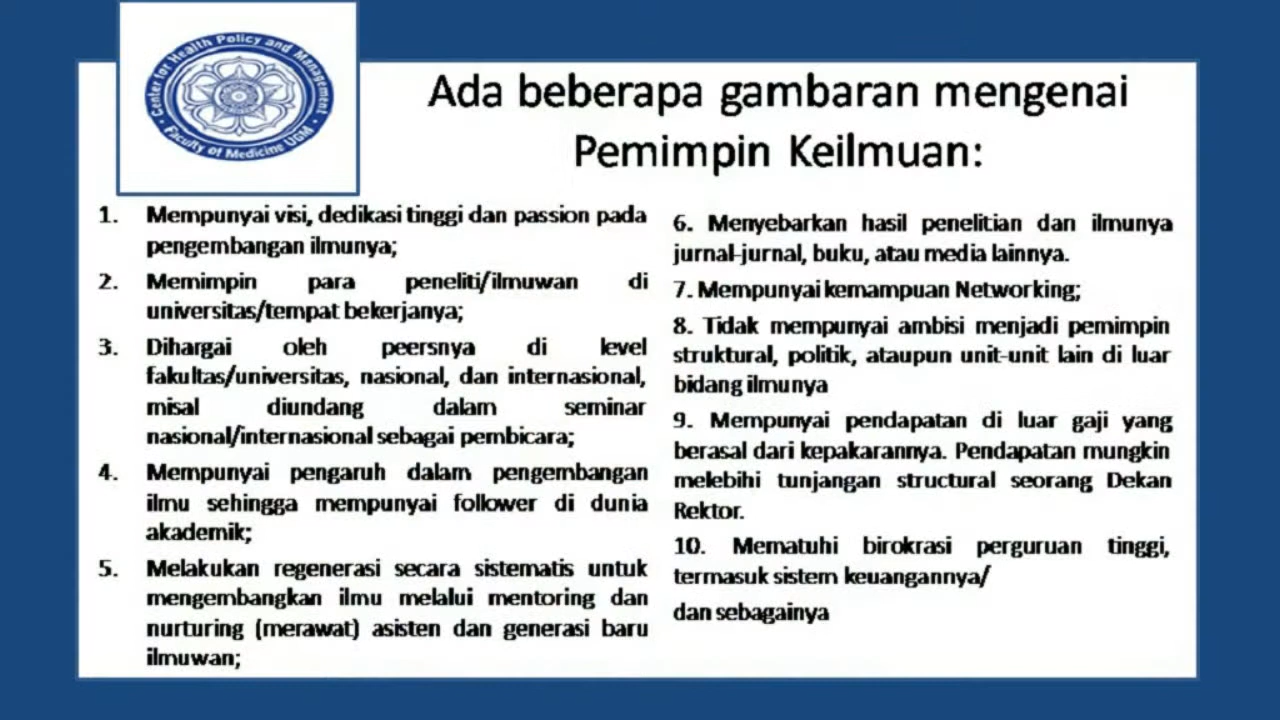 Center for Health Policy and Management
Faculty of Medicine UGM
Ada beberapa gambaran mengenai
Pemimpin Keilmuan:
1. Mempunyai visi, dedikasi tinggi dan passion pada
pengembangan ilmunya;
2. Memimpin para peneliti/ilmuwan di
universitas/tempat bekerjanya;
3. Dihargai oleh peersnya di level
fakultas/universitas, nasional, dan internasional,
misal diundang dalam seminar
nasional/internasional sebagai pembicara;
4. Mempunyai pengaruh dalam pengembangan
ilmu sehingga mempunyai follower di dunia
akademik;
5. Melakukan regenerasi secara sistematis untuk
mengembangkan ilmu melalui mentoring dan
nurturing (merawat) asisten dan generasi baru
ilmuwan;
6. Menyebarkan hasil penelitian dan ilmunya
jurnal-jurnal, buku, atau media lainnya.
7. Mempunyai kemampuan Networking;
8. Tidak mempunyai ambisi menjadi pemimpin
struktural, politik, ataupun unit-unit lain di luar
bidang ilmunya
9. Mempunyai pendapatan di luar gaji yang
berasal dari kepakarannya. Pendapatan mungkin
melebihi tunjangan structural seorang Dekan
Rektor.
10. Mematuhi birokrasi perguruan tinggi,
termasuk sistem keuangannya/
dan sebagainya